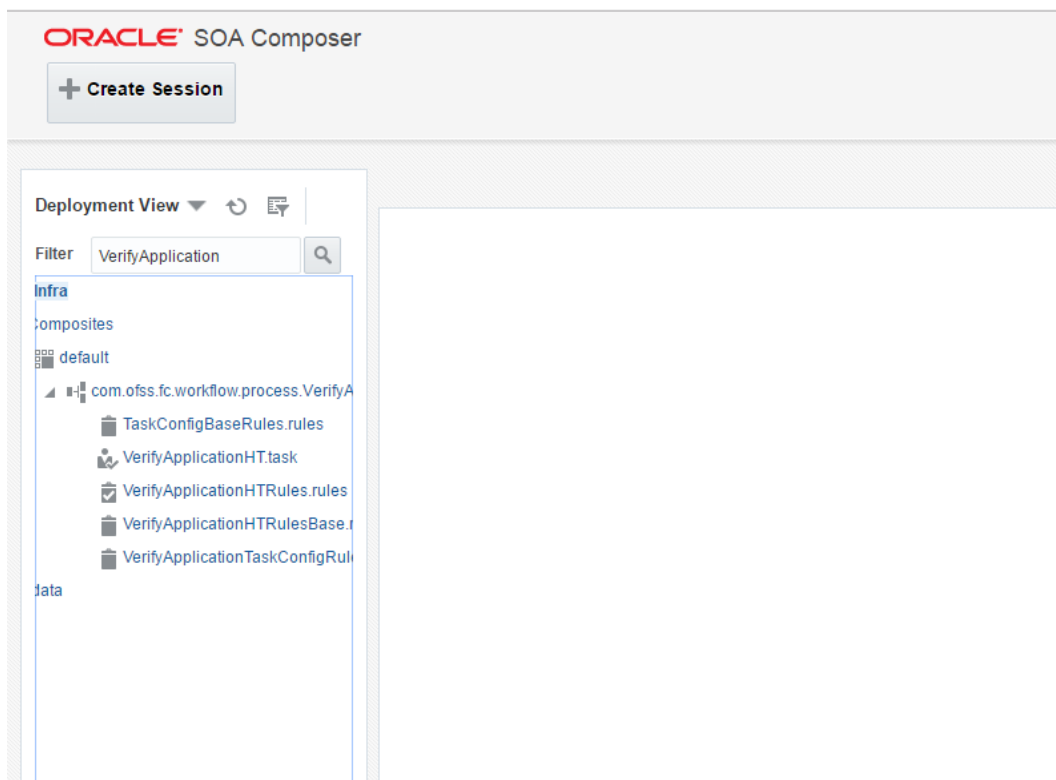 ORACLE SOA Composer
Create Session
Deployment View
Filter VerifyApplication
Infra
Composites
default
com.ofss.fc.workflow.process.VerifyA
TaskConfigBaseRules.rules
VerifyApplicationHT.task
VerifyApplicationHTRules.rules
VerifyApplicationHTRulesBase.r
VerifyApplicationTaskConfigRule
data